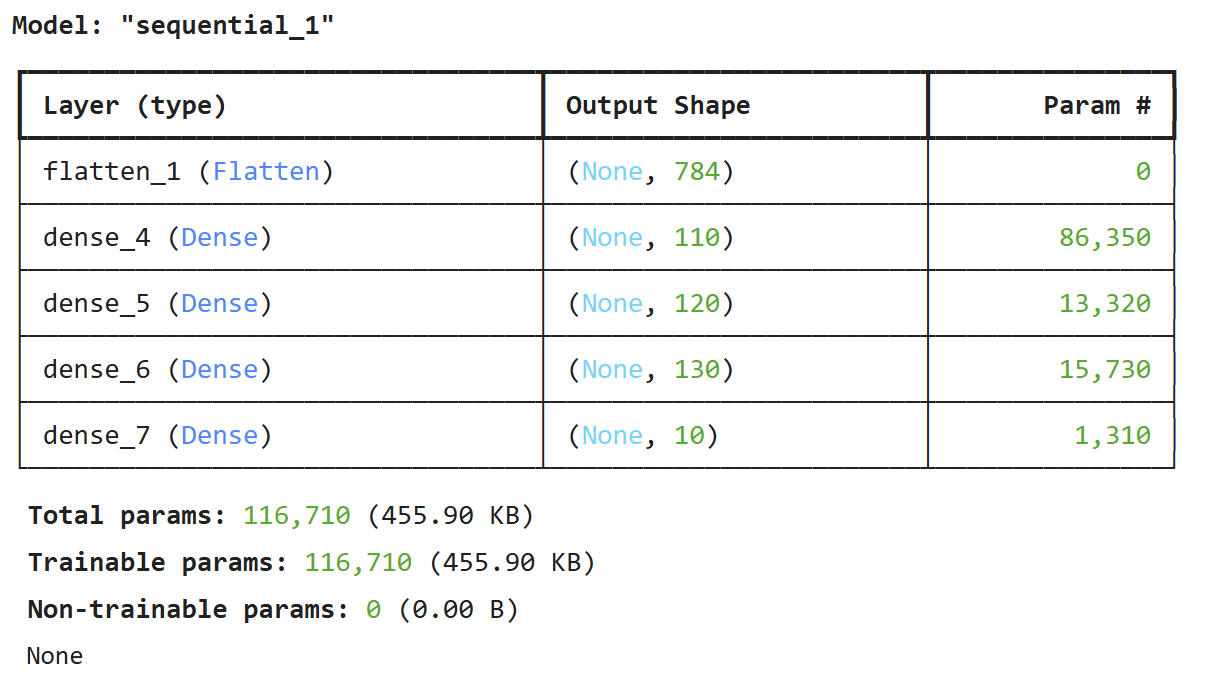 Model: "sequential_1"
Layer (type) Output Shape Param #
flatten_1 (Flatten) (None, 784) 0
dense_4 (Dense) (None, 110) 86,350
dense_5 (Dense) (None, 120) 13,320
dense_6 (Dense) (None, 130) 15,730
dense_7 (Dense) (None, 10) 1,310
Total params: 116,710 (455.90 KB)
Trainable params: 116,710 (455.90 KB)
Non-trainable params: 0 (0.00 B)
None